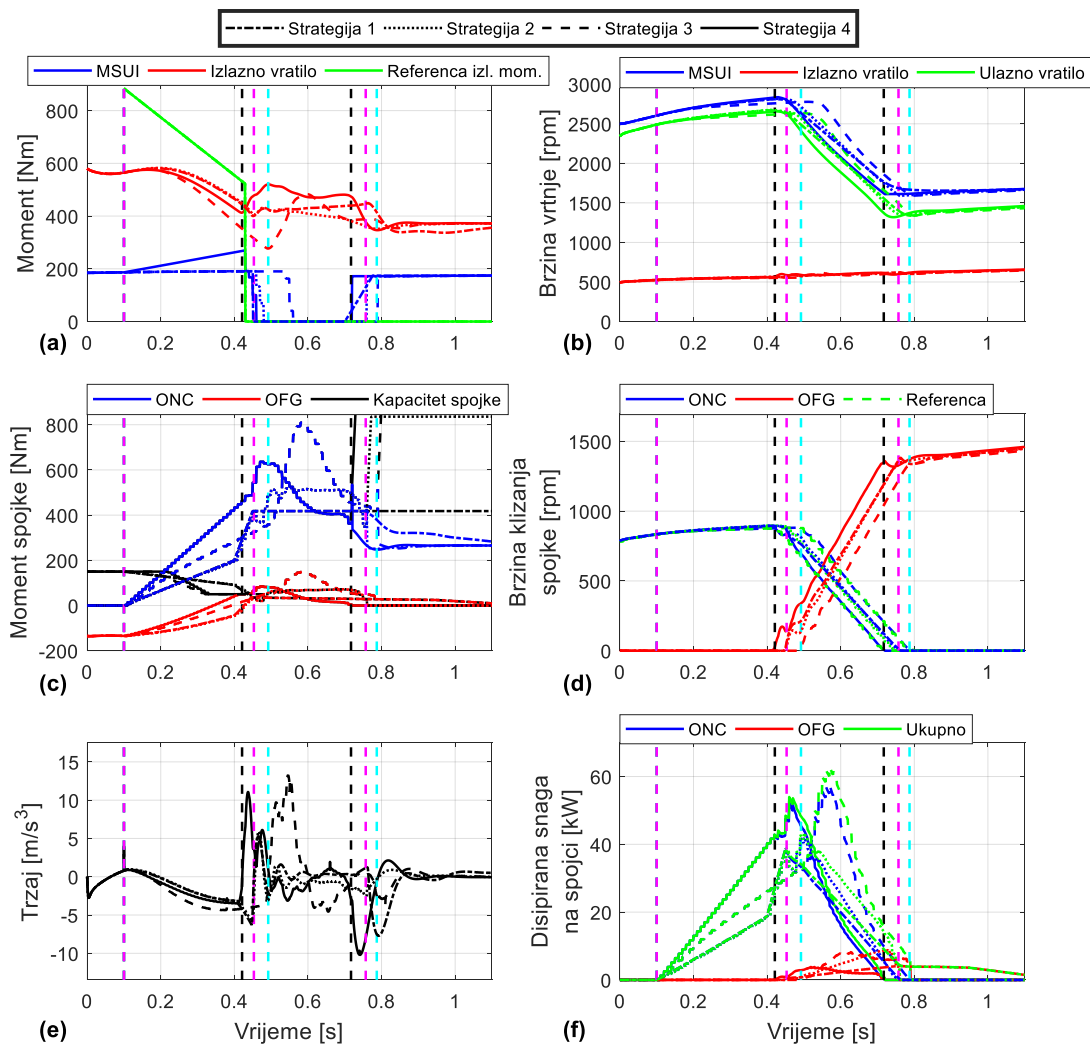 Strategija 1 Strategija 2 Strategija 3 Strategija 4
MSUI Izlazno vratilo Referenca izl. mom.
Moment [Nm]
800
600
400
200
0
0 0.2 0.4 0.6 0.8 1
(a)
MSUI Izlazno vratilo Ulazno vratilo
Brzina vrtnje [rpm]
3000
2500
2000
1500
1000
500
0
0 0.2 0.4 0.6 0.8 1
(b)
ONC OFG Kapacitet spojke
Moment spojke [Nm]
800
600
400
200
0
-200
0 0.2 0.4 0.6 0.8 1
(c)
ONC OFG Referenca
Brzina klizanja
spojke [rpm]
1500
1000
500
0
0 0.2 0.4 0.6 0.8 1
(d)
Trzaj [m/s³]
15
10
5
0
-5
-10
0 0.2 0.4 0.6 0.8 1
(e)
Vrijeme [s]
ONC OFG Ukupno
Disipirana snaga
na spojci [kW]
60
40
20
0
0 0.2 0.4 0.6 0.8 1
(f)
Vrijeme [s]